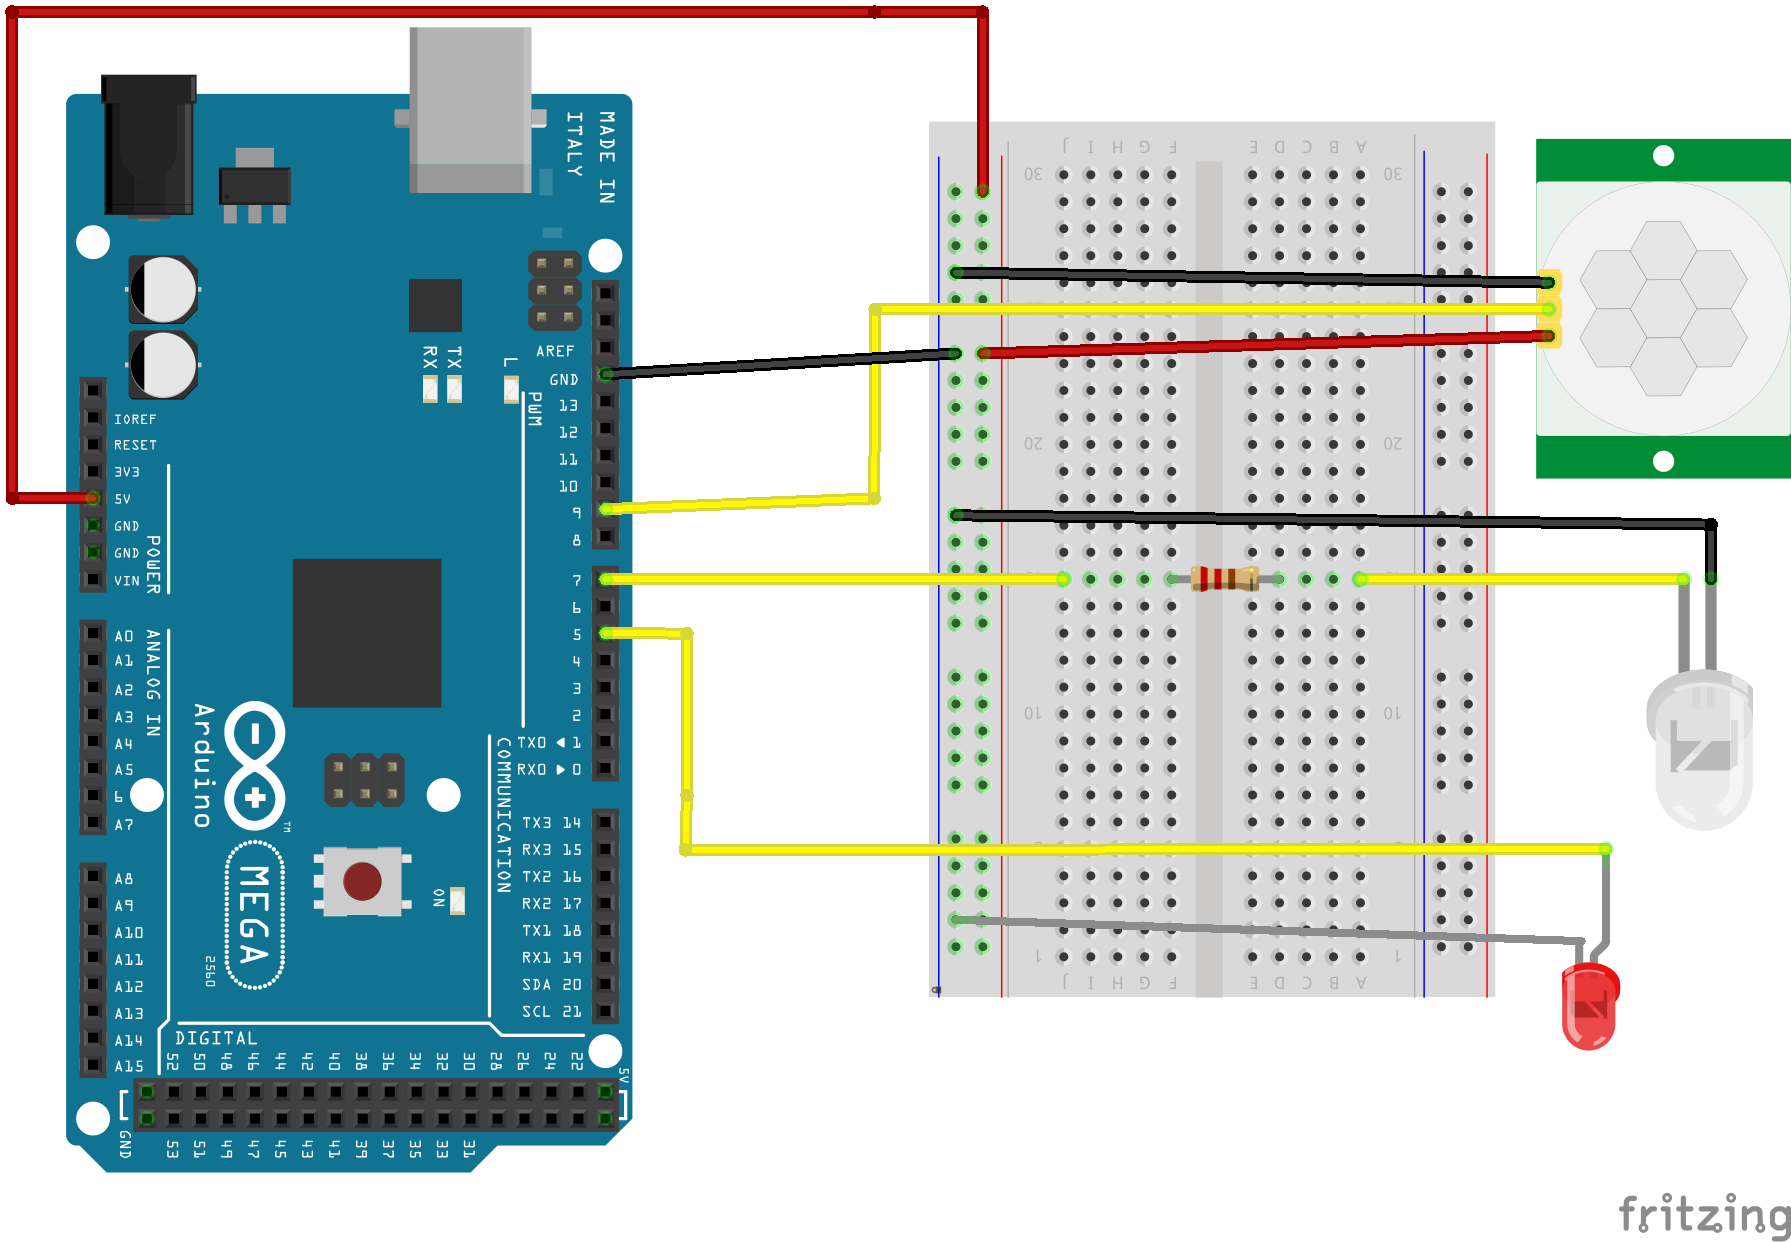 MADE IN
ITALY
RX
TX
L
AREF
GND
13
12
11
10
9
8
PWM
7
6
5
4
3
2
TX0 ◄ 1
RX0 ► 0
COMMUNICATION
TX3 14
RX3 15
TX2 16
RX2 17
TX1 18
RX1 19
SDA 20
SCL 21
IOREF
RESET
3V3
5V
GND
GND
VIN
POWER
A0
A1
A2
A3
A4
A5
6
A7
ANALOG IN
A8
A9
A10
A11
A12
A13
A14
A15
Arduino
TM
MEGA
2560
ON
DIGITAL
52 50 48 46 44 42 40 38 36 34 32 30 28 26 24 22
5V
GND
53 51 49 47 45 43 41 39 37 35 33 31
J I H G F E D C B A
30 30
20 20
10 10
1 1
J I H G F E D C B A
fritzing